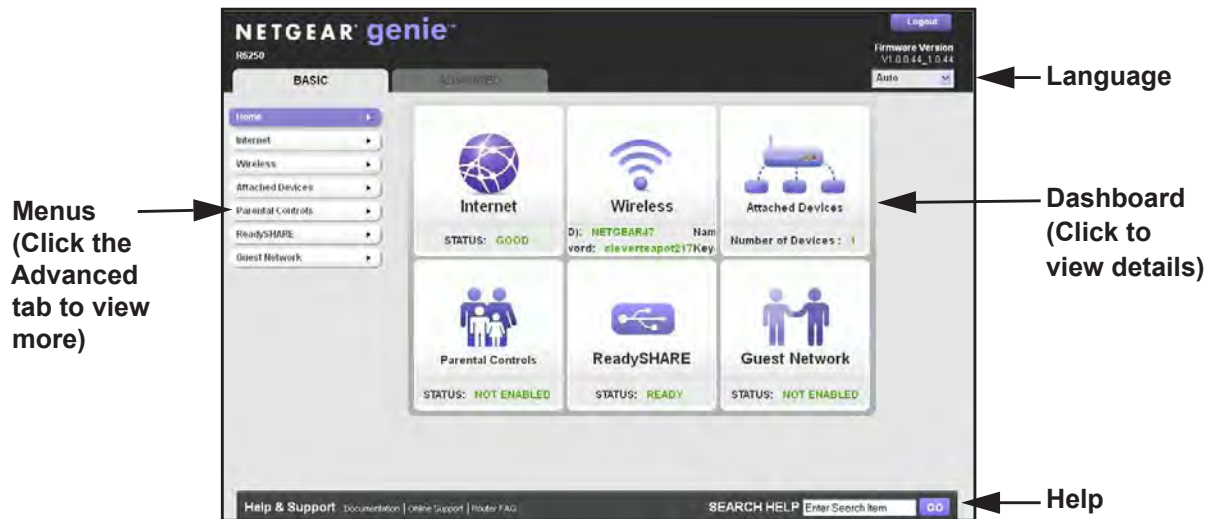 NETGEAR® genie™
R6250
Logout
Firmware Version
V1.0.0.44_1.0.44
Auto
BASIC
ADVANCED
Language
Home
Internet
Wireless
Attached Devices
Parental Controls
ReadySHARE
Guest Network
Menus
(Click the
Advanced
tab to view
more)
Internet
STATUS: GOOD
Wireless
D): NETGEAR47 Nam
vord: cleverteapot217Key
Attached Devices
Number of Devices :
Parental Controls
STATUS: NOT ENABLED
ReadySHARE
STATUS: READY
Guest Network
STATUS: NOT ENABLED
Dashboard
(Click to
view details)
Help & Support Documentation | Online Support | Router FAQ
SEARCH HELP Enter Search Item GO
Help